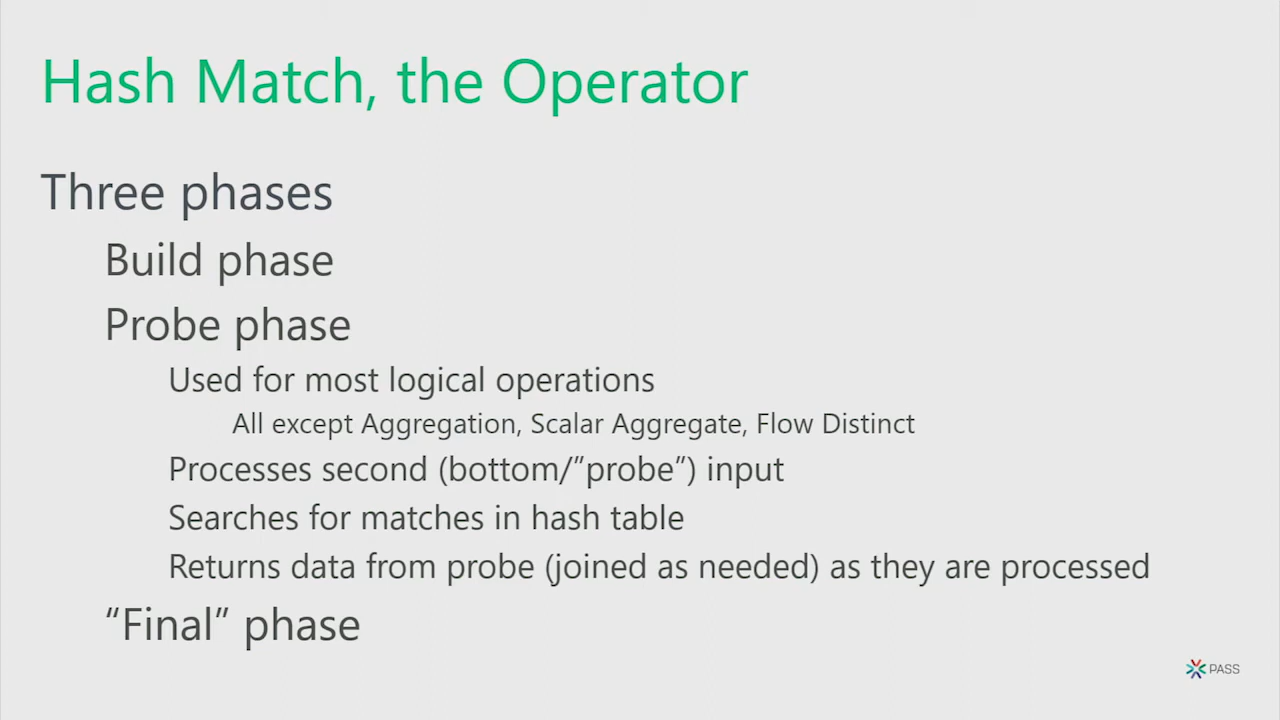 Hash Match, the Operator
Three phases
Build phase
Probe phase
Used for most logical operations
All except Aggregation, Scalar Aggregate, Flow Distinct
Processes second (bottom/”probe”) input
Searches for matches in hash table
Returns data from probe (joined as needed) as they are processed
“Final” phase
PASS